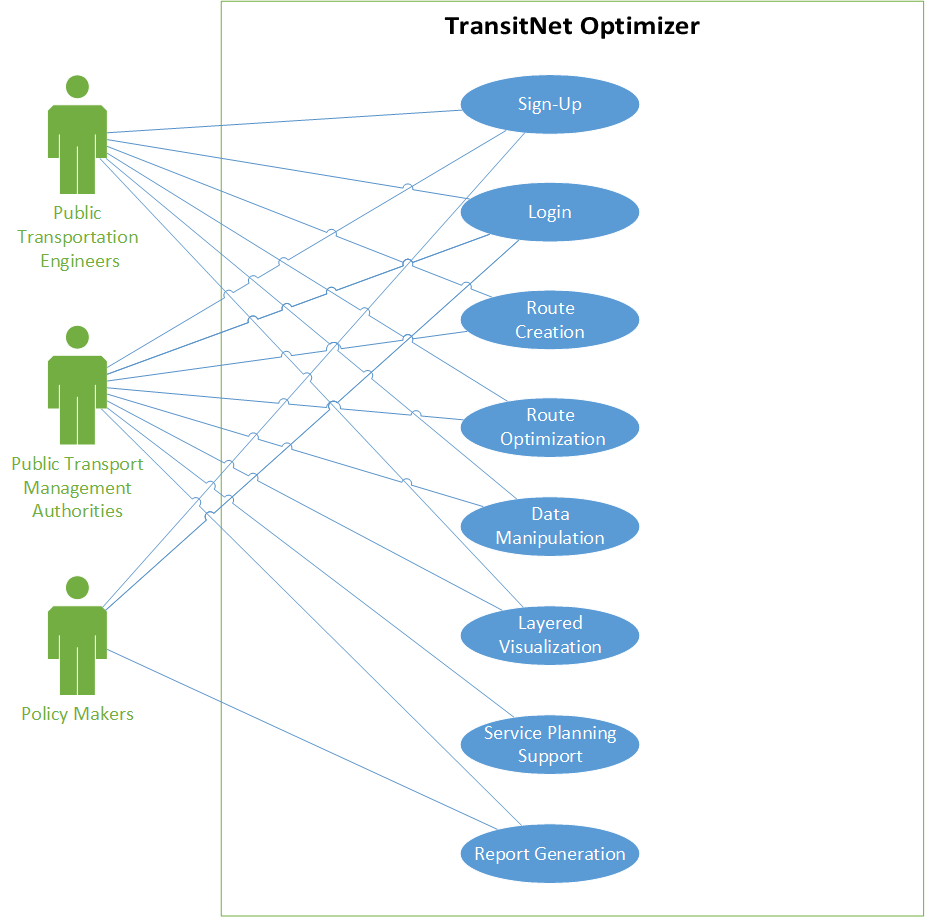 TransitNet Optimizer
Sign-Up
Public
Transportation
Engineers
Login
Route
Creation
Public Transport
Management
Authorities
Route
Optimization
Data
Manipulation
Layered
Visualization
Policy Makers
Service Planning
Support
Report Generation